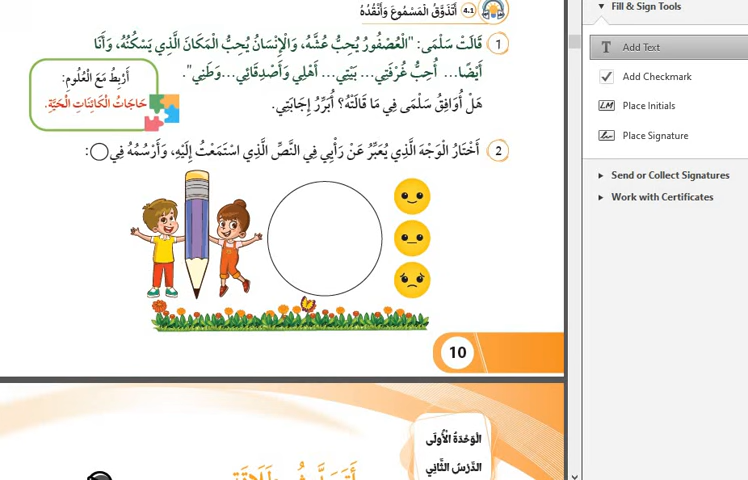 4.1 أَتَذَوَّقُ الْمَسْمُوعَ وَأَنْقُدُهُ
1 قَالَتْ سَلْمَى: "الْعُصْفُورُ يُحِبُّ عُشَّهُ، وَالْإِنْسَانُ يُحِبُّ الْمَكَانَ الَّذِي يَسْكُنُهُ، وَأَنَا
أَيْضًا... أُحِبُّ غُرْفَتِي... بَيْتِي... أَهْلِي وَأَصْدِقَائِي...وَطَنِي".
هَلْ أُوَافِقُ سَلْمَى فِي مَا قَالَتْهُ؟ أُبَرِّرُ إِجَابَتِي.
أَرْبِطُ مَعَ الْعُلُومِ:
حَاجَاتُ الْكَائِنَاتِ الْحَيَّةِ.
2 أَخْتَارُ الْوَجْهَ الَّذِي يُعَبِّرُ عَنْ رَأْيِي فِي النَّصِّ الَّذِي اسْتَمَعْتُ إِلَيْهِ، وَأَرْسُمُهُ فِي :
10
الْوَحْدَةُ الْأُولَى
الدَّرْسُ الثَّانِي
Fill & Sign Tools
Add Text
Add Checkmark
Place Initials
Place Signature
Send or Collect Signatures
Work with Certificates